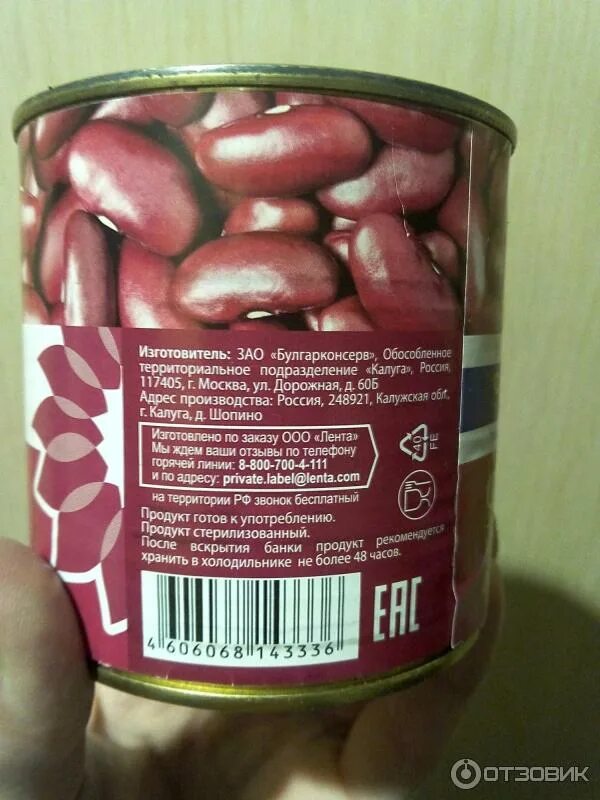 Изготовитель: ЗАО «Булгарконсерв», Обособленное
территориальное подразделение «Калуга», Россия,
117405, г. Москва, ул. Дорожная, д. 60Б
Адрес производства: Россия, 248921, Калужская обл.,
г. Калуга, д. Шопино
Изготовлено по заказу ООО «Лента»
Мы ждем ваши отзывы по телефону
горячей линии: 8-800-700-4-111
и по адресу: private.label@lenta.com
на территории РФ звонок бесплатный
40
FE
Продукт готов к употреблению.
Продукт стерилизованный.
После вскрытия банки продукт рекомендуется
хранить в холодильнике не более 48 часов.
4 606068 143336
EAC
ОТЗОВИК